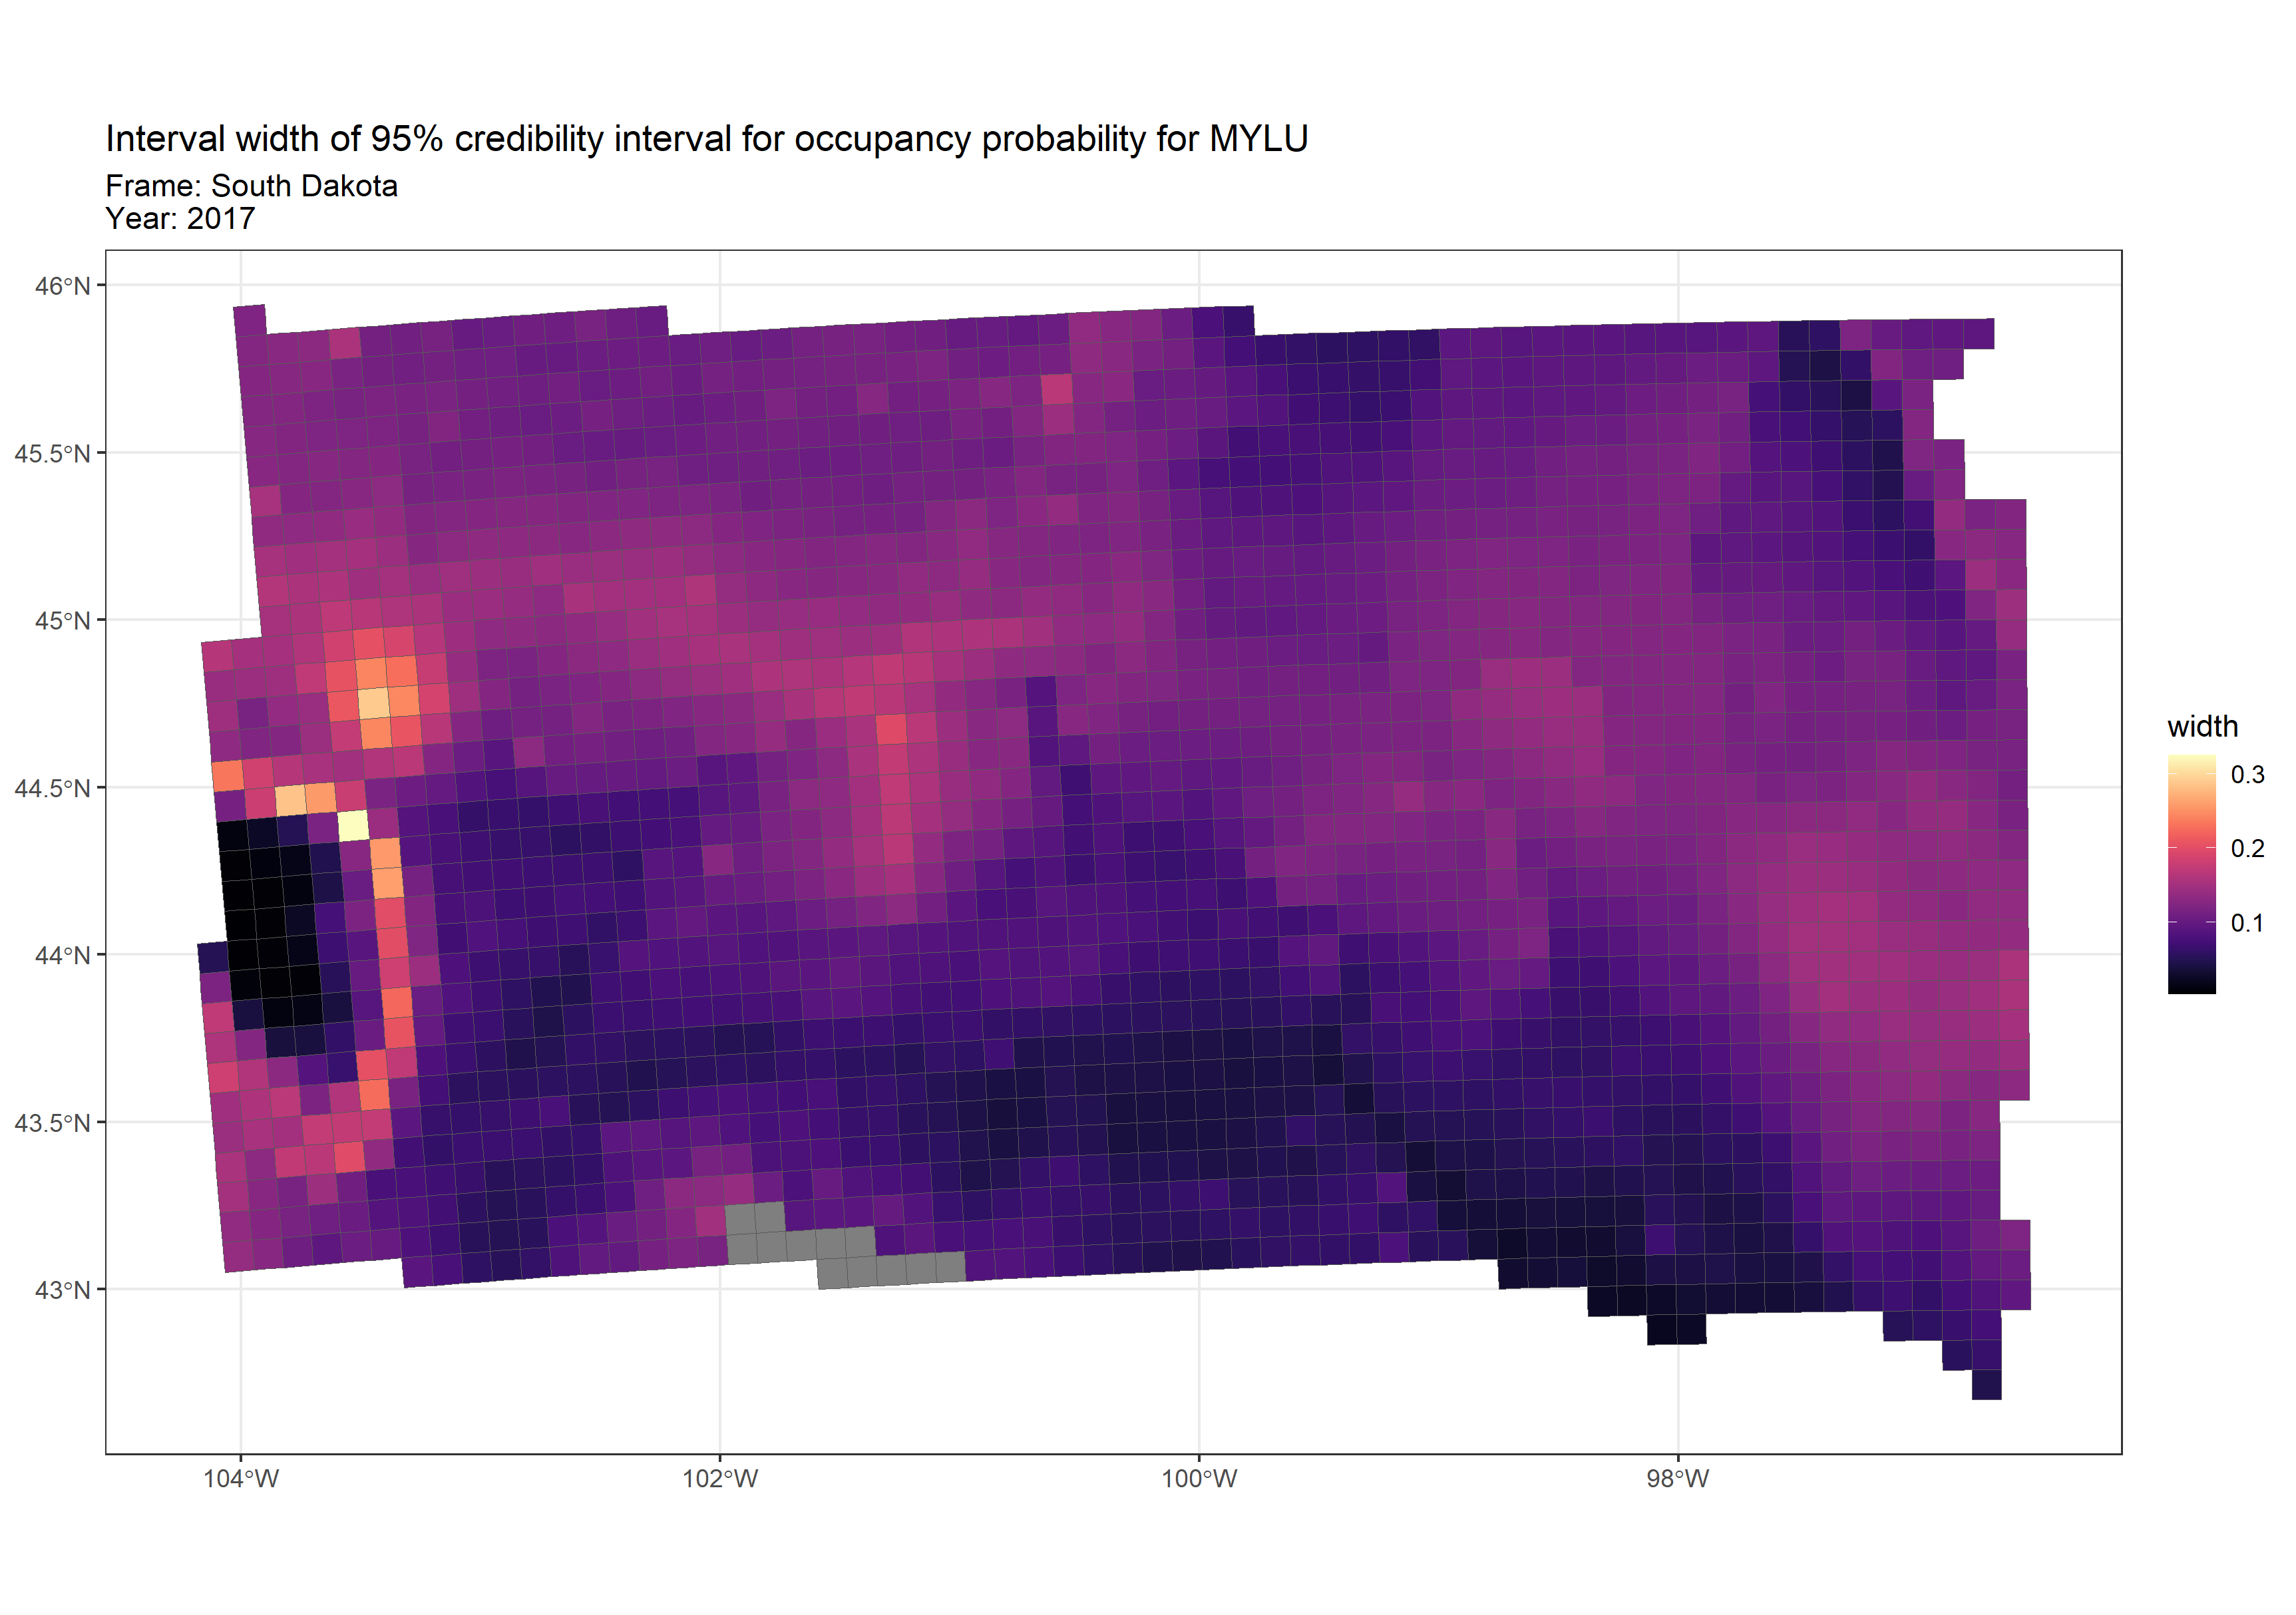 Interval width of 95% credibility interval for occupancy probability for MYLU
Frame: South Dakota
Year: 2017
46°N
45.5°N
45°N
44.5°N
44°N
43.5°N
43°N
104°W
102°W
100°W
98°W
width
0.3
0.2
0.1